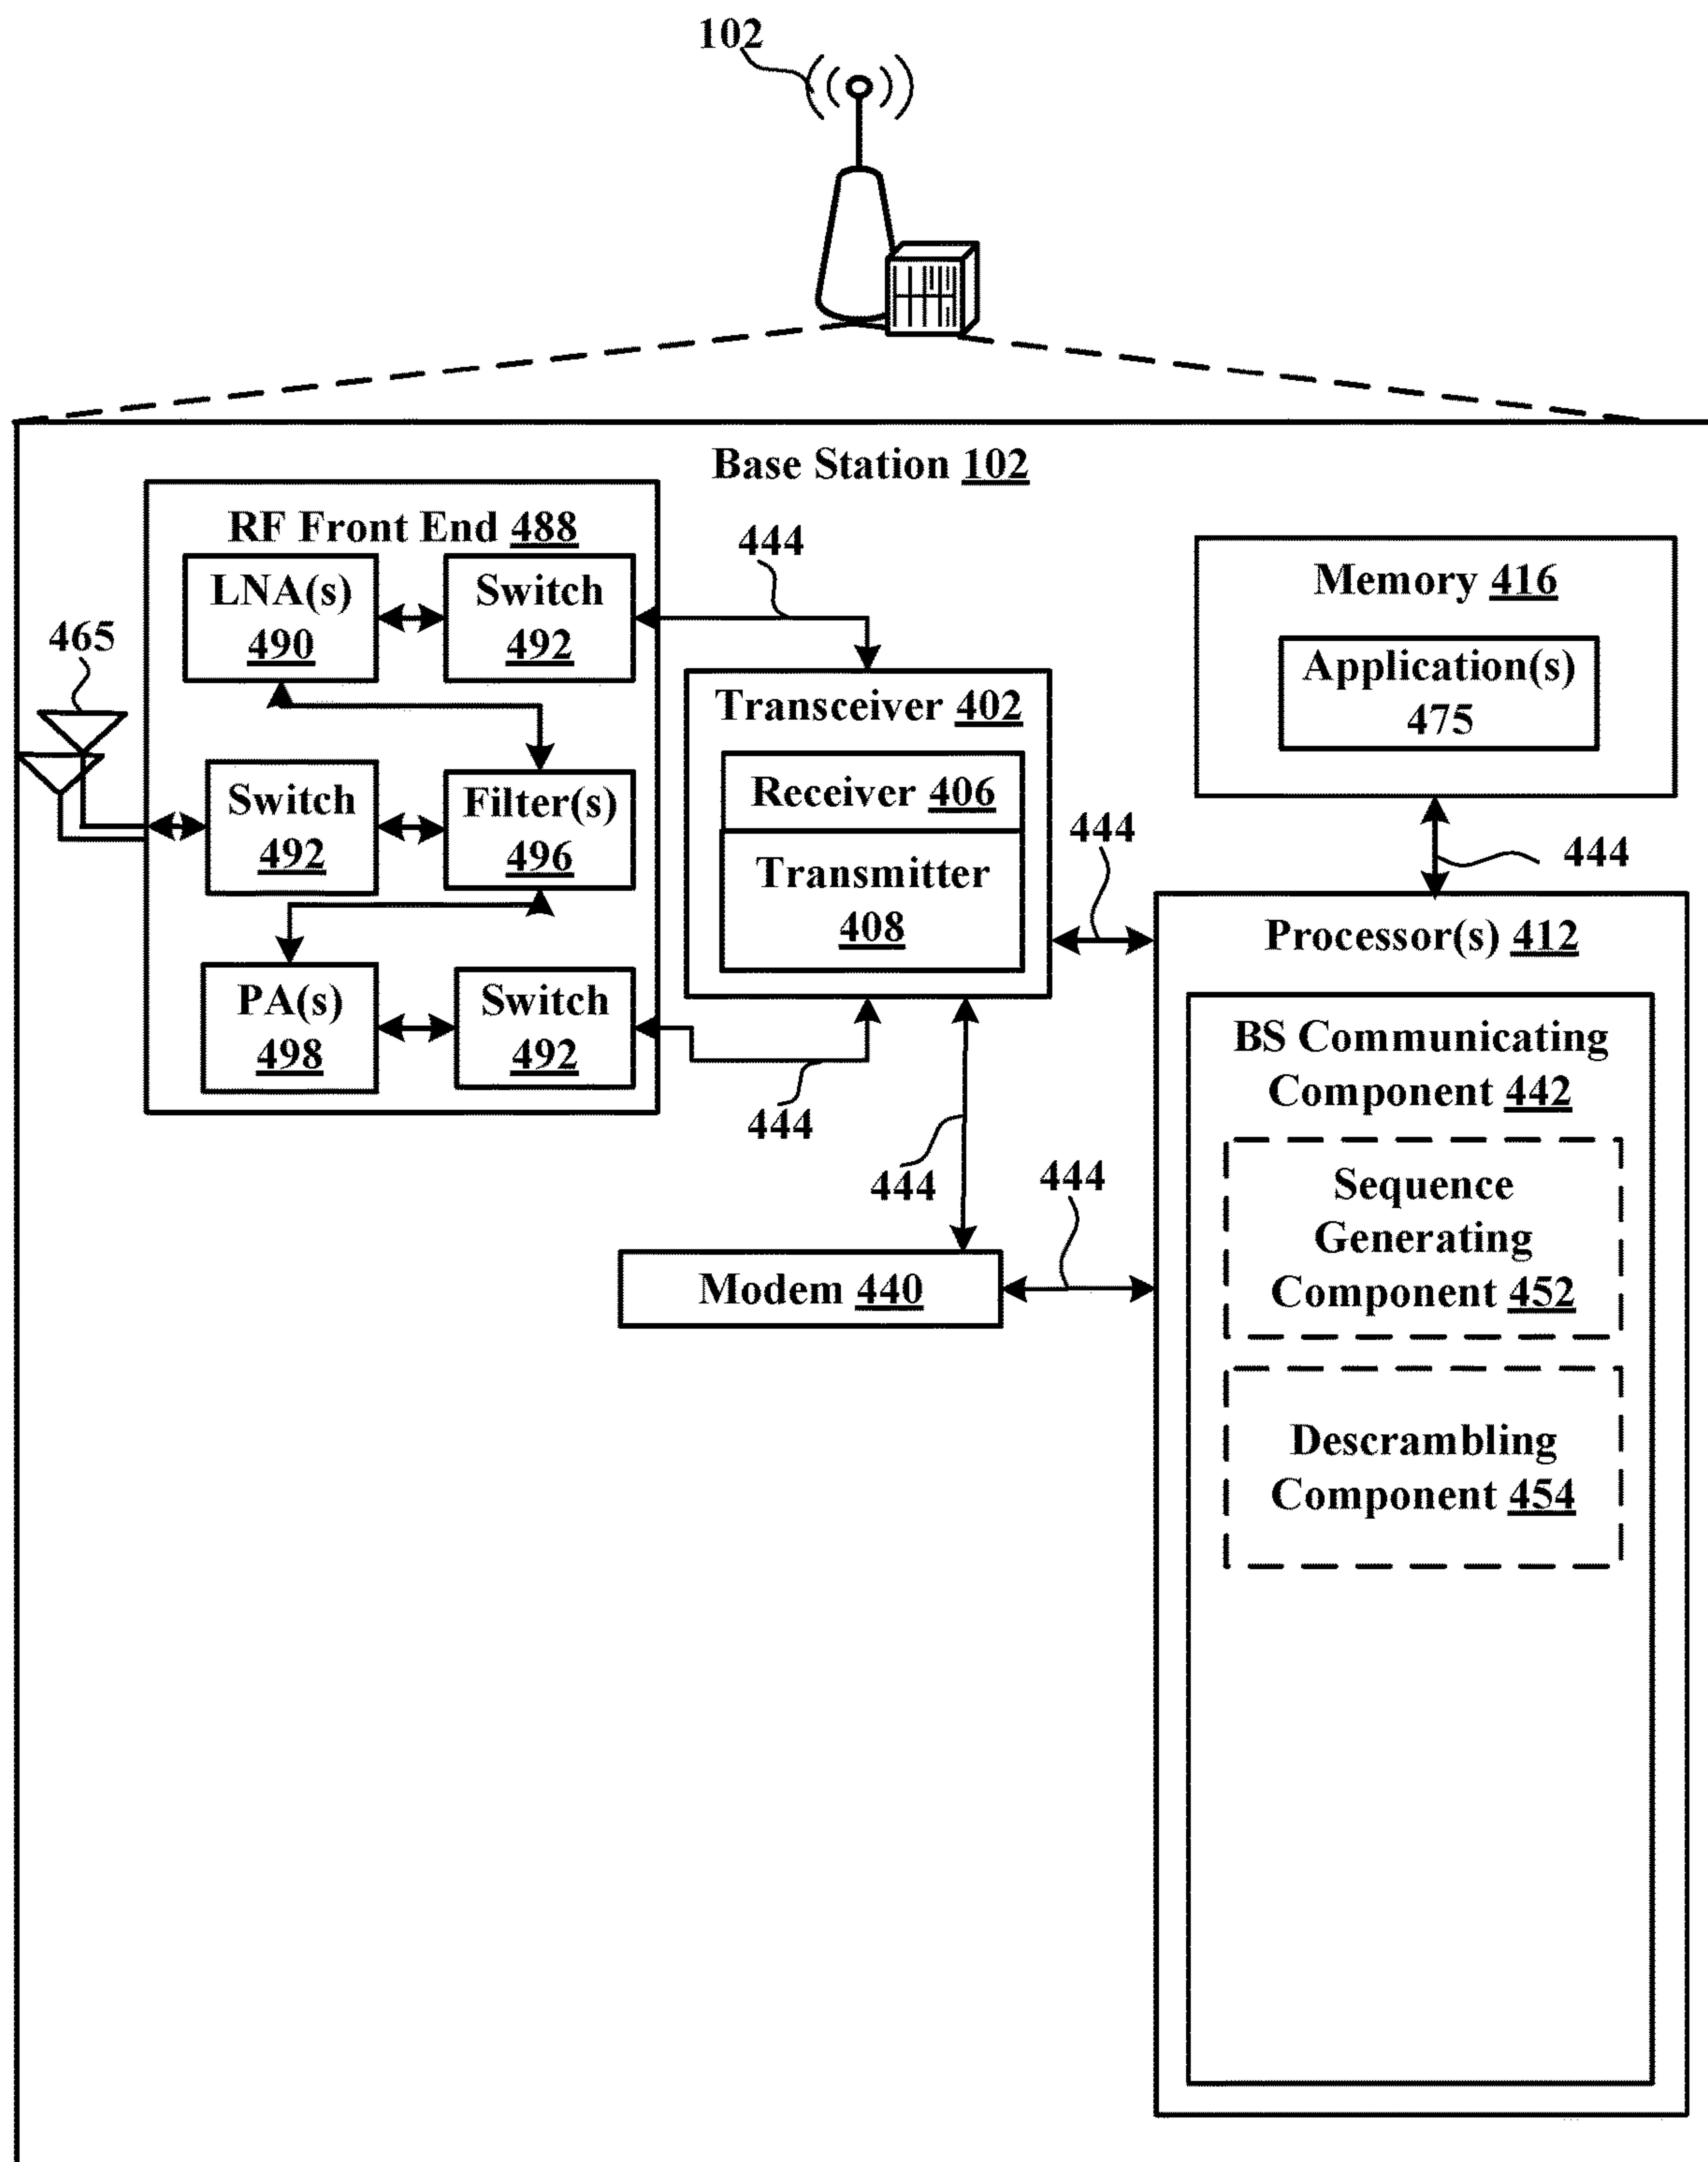 102
Base Station 102
RF Front End 488
LNA(s)
490
Switch
492
444
465
Switch
492
Filter(s)
496
PA(s)
498
Switch
492
444
Transceiver 402
Receiver 406
Transmitter
408
444
444
Modem 440
444
Memory 416
Application(s)
475
444
Processor(s) 412
BS Communicating
Component 442
Sequence
Generating
Component 452
Descrambling
Component 454